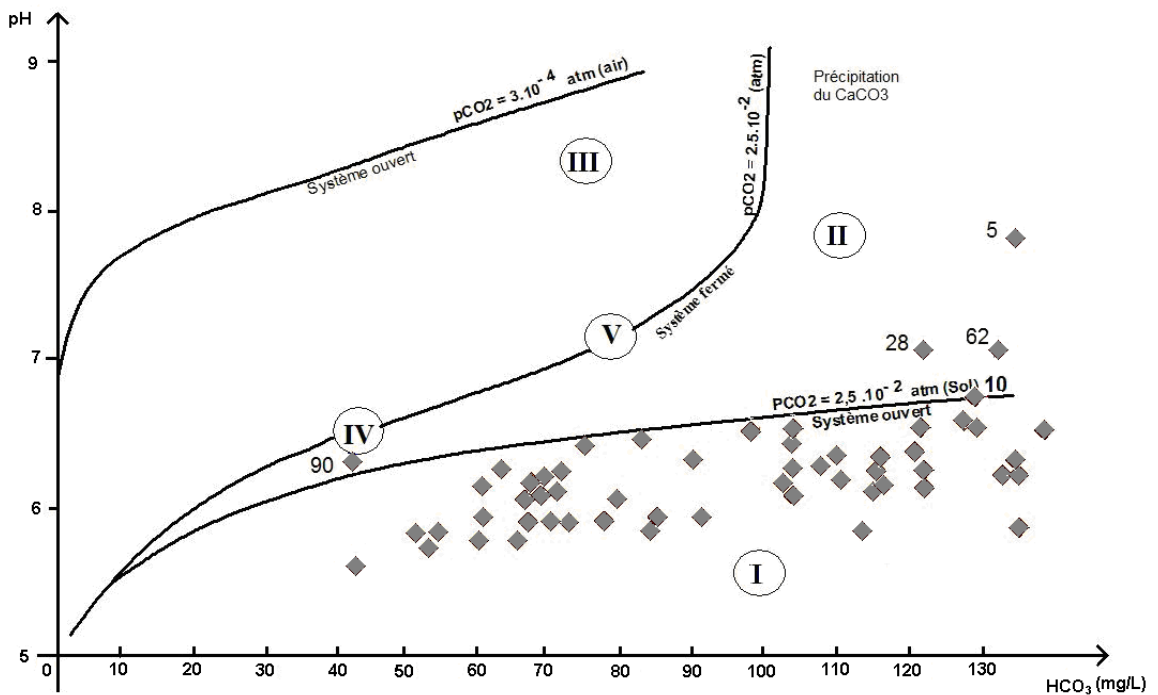 pH
9
8
7
6
5
pCO2 = 3.10⁻⁴ atm (air)
Système ouvert
III
pCO2 = 2.5.10⁻² (atm)
Précipitation
du CaCO3
II
5
28
62
V
Système fermé
IV
90
PCO2 = 2,5 .10⁻² atm (Sol) 10
Système ouvert
I
0 10 20 30 40 50 60 70 80 90 100 110 120 130
HCO₃ (mg/L)